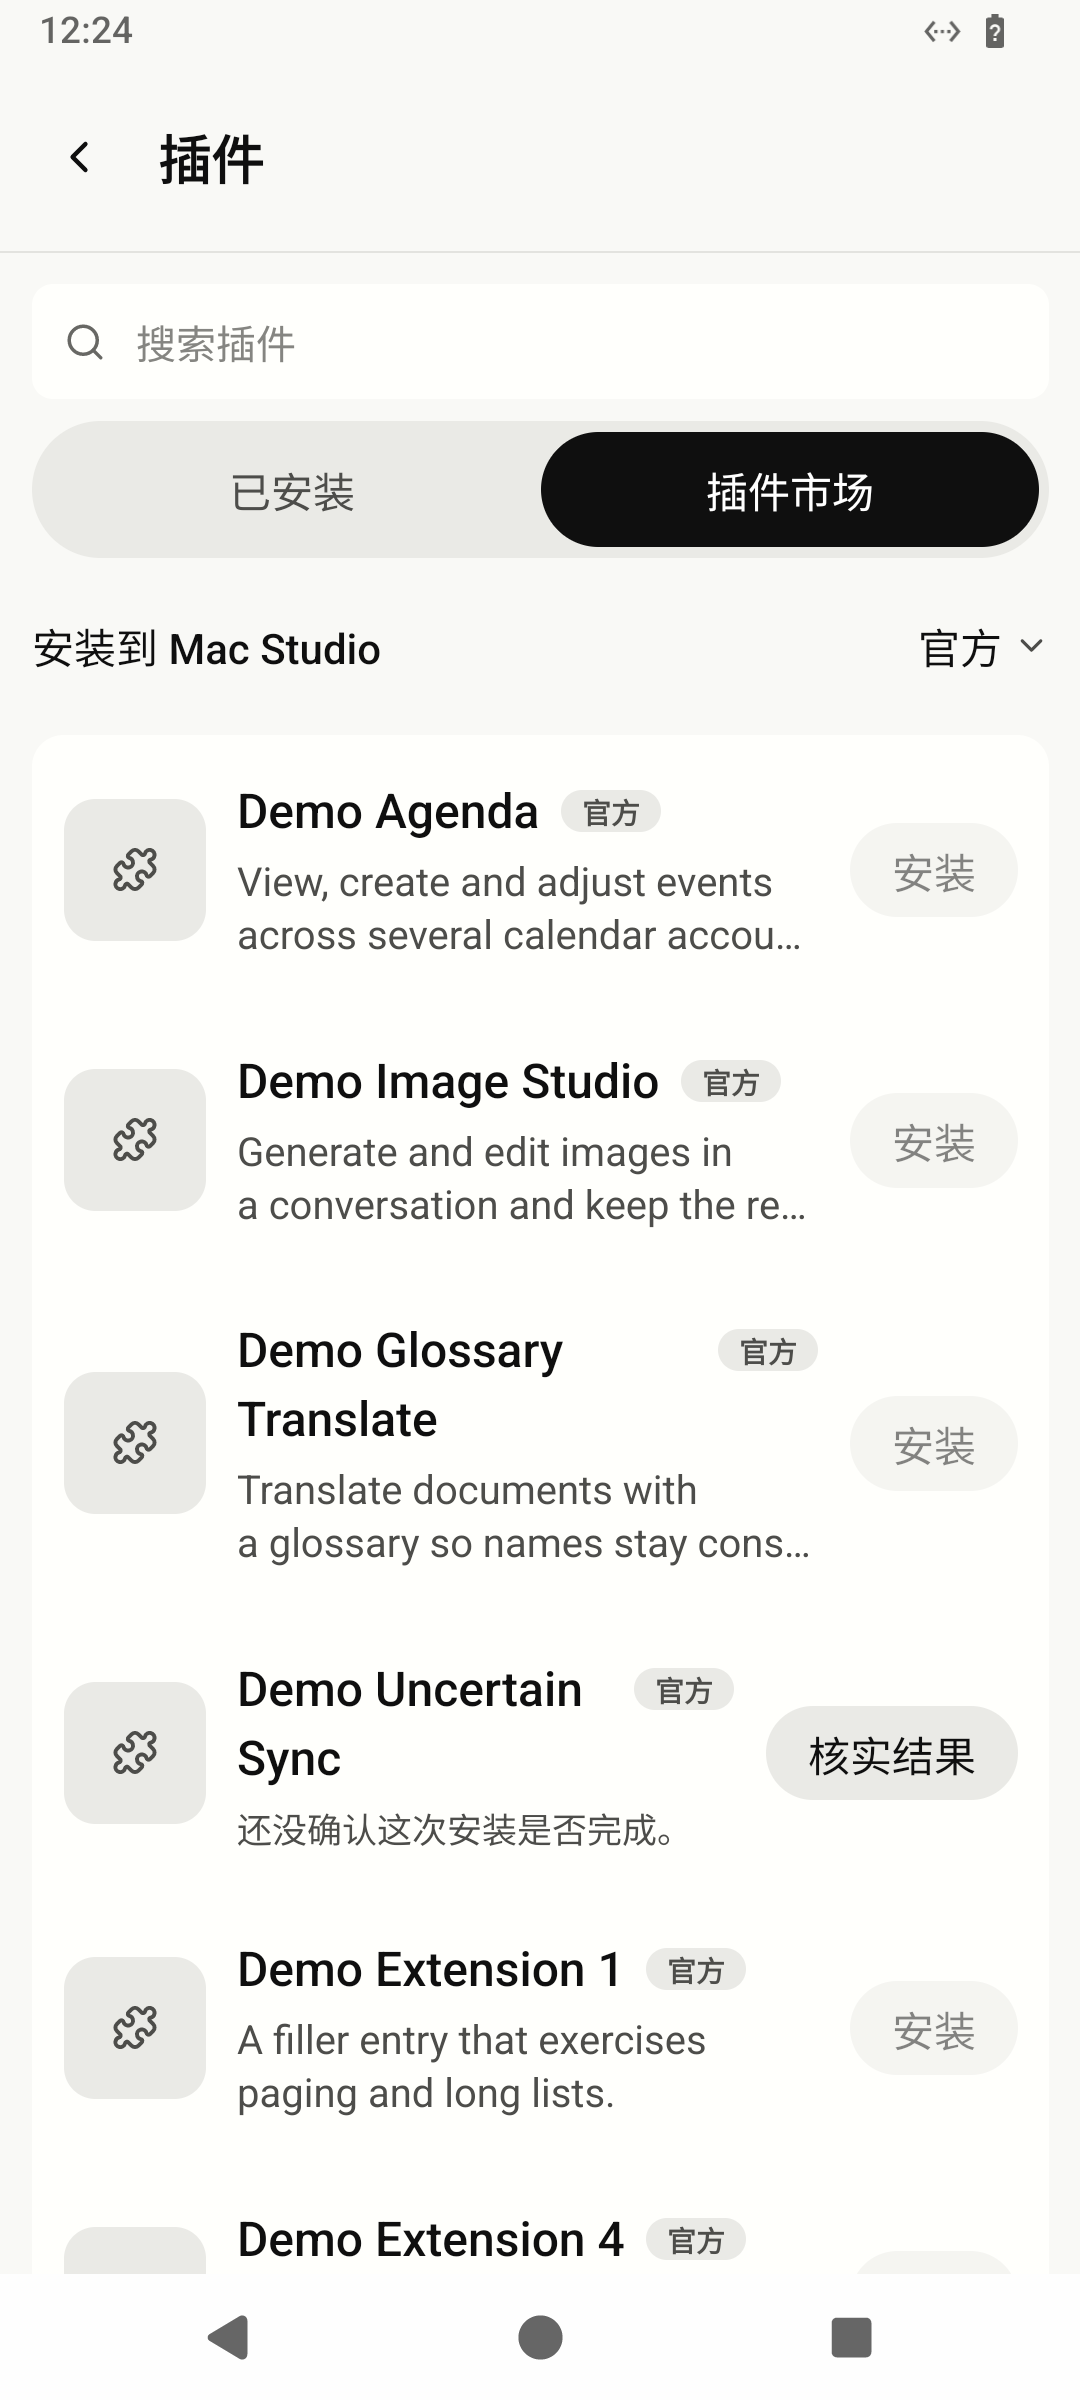 12:24
插件
搜索插件
已安装
插件市场
安装到 Mac Studio
官方
Demo Agenda 官方
View, create and adjust events
across several calendar accou…
安装
Demo Image Studio 官方
Generate and edit images in
a conversation and keep the re…
安装
Demo Glossary 官方
Translate
Translate documents with
a glossary so names stay cons…
安装
Demo Uncertain 官方
Sync
还没确认这次安装是否完成。
核实结果
Demo Extension 1 官方
A filler entry that exercises
paging and long lists.
安装
Demo Extension 4 官方